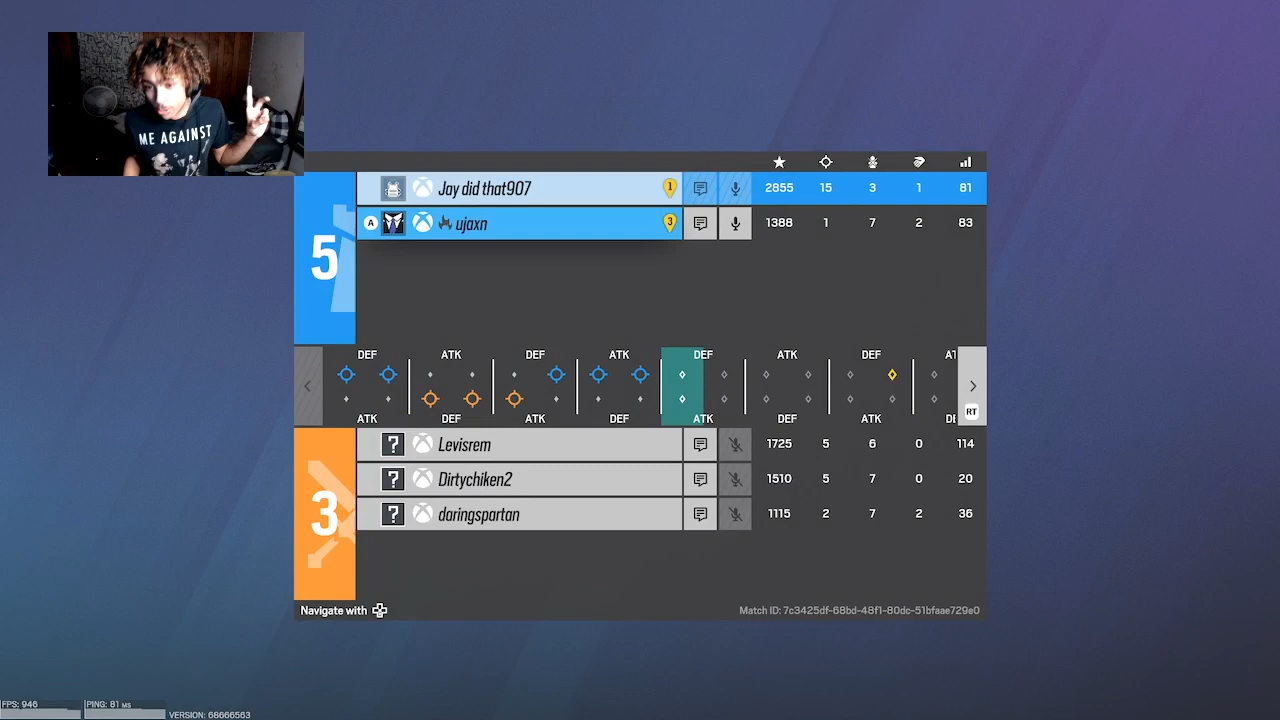 ME AGAINST
5
Jay did that907 1 2855 15 3 1 81
A ujaxn 3 1388 1 7 2 83
DEF ATK DEF ATK DEF ATK DEF AT
ATK DEF ATK DEF ATK DEF ATK DE
RT
3
? Levisrem 1725 5 6 0 114
? Dirtychiken2 1510 5 7 0 20
? daringspartan 1115 2 7 2 36
Navigate with
Match ID: 7c3425df-68bd-48f1-80dc-51bfaae729e0
FPS: 946 PING: 81 MS VERSION: 68666563